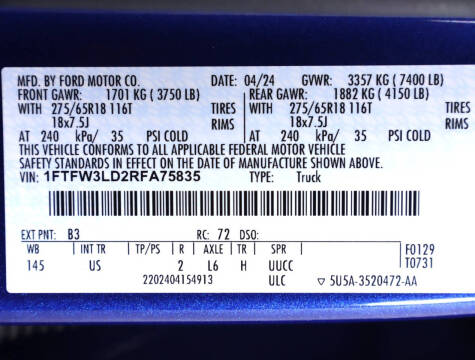 MFD. BY FORD MOTOR CO. DATE: 04/24 GVWR: 3357 KG (7400 LB)
FRONT GAWR: 1701 KG (3750 LB) REAR GAWR: 1882 KG (4150 LB)
WITH 275/65R18 116T TIRES WITH 275/65R18 116T TIRES
18x7.5J RIMS 18x7.5J RIMS
AT 240 kPa/ 35 PSI COLD AT 240 kPa/ 35 PSI COLD
THIS VEHICLE CONFORMS TO ALL APPLICABLE FEDERAL MOTOR VEHICLE
SAFETY STANDARDS IN EFFECT ON THE DATE OF MANUFACTURE SHOWN ABOVE.
VIN: 1FTFW3LD2RFA75835 TYPE: Truck
EXT PNT: B3 RC: 72 DSO:
WB INT TR TP/PS R AXLE TR SPR F0129
145 US 2 L6 H UUCC T0731
2202404154913 ULC ▽ 5U5A-3520472-AA